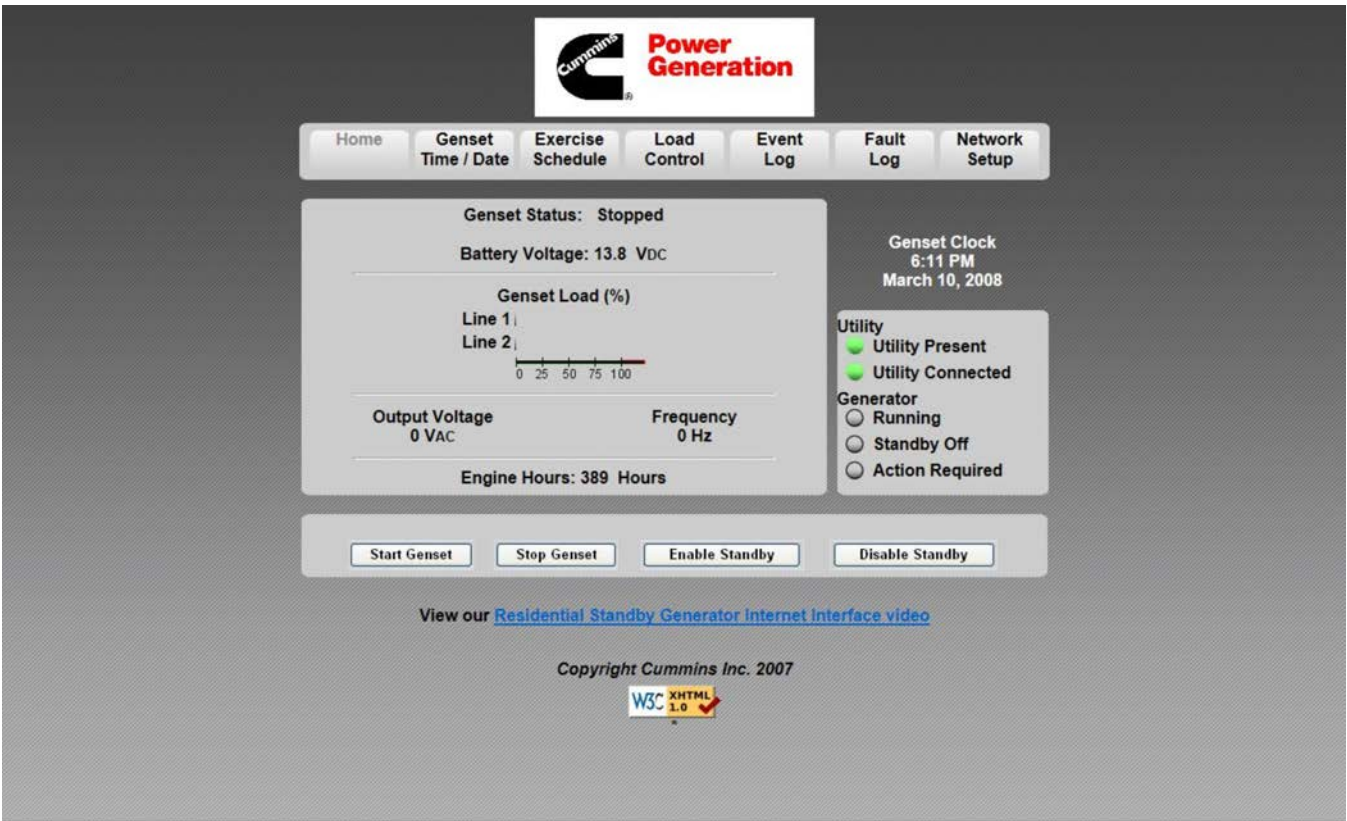 Cummins
Power
Generation
®
Home
Genset
Time / Date
Exercise
Schedule
Load
Control
Event
Log
Fault
Log
Network
Setup
Genset Status: Stopped
Battery Voltage: 13.8 VDC
Genset Load (%)
Line 1
Line 2
0 25 50 75 100
Output Voltage
0 VAC
Frequency
0 Hz
Engine Hours: 389 Hours
Genset Clock
6:11 PM
March 10, 2008
Utility
Utility Present
Utility Connected
Generator
Running
Standby Off
Action Required
Start Genset
Stop Genset
Enable Standby
Disable Standby
View our Residential Standby Generator Internet Interface video
Copyright Cummins Inc. 2007
W3C XHTML
1.0